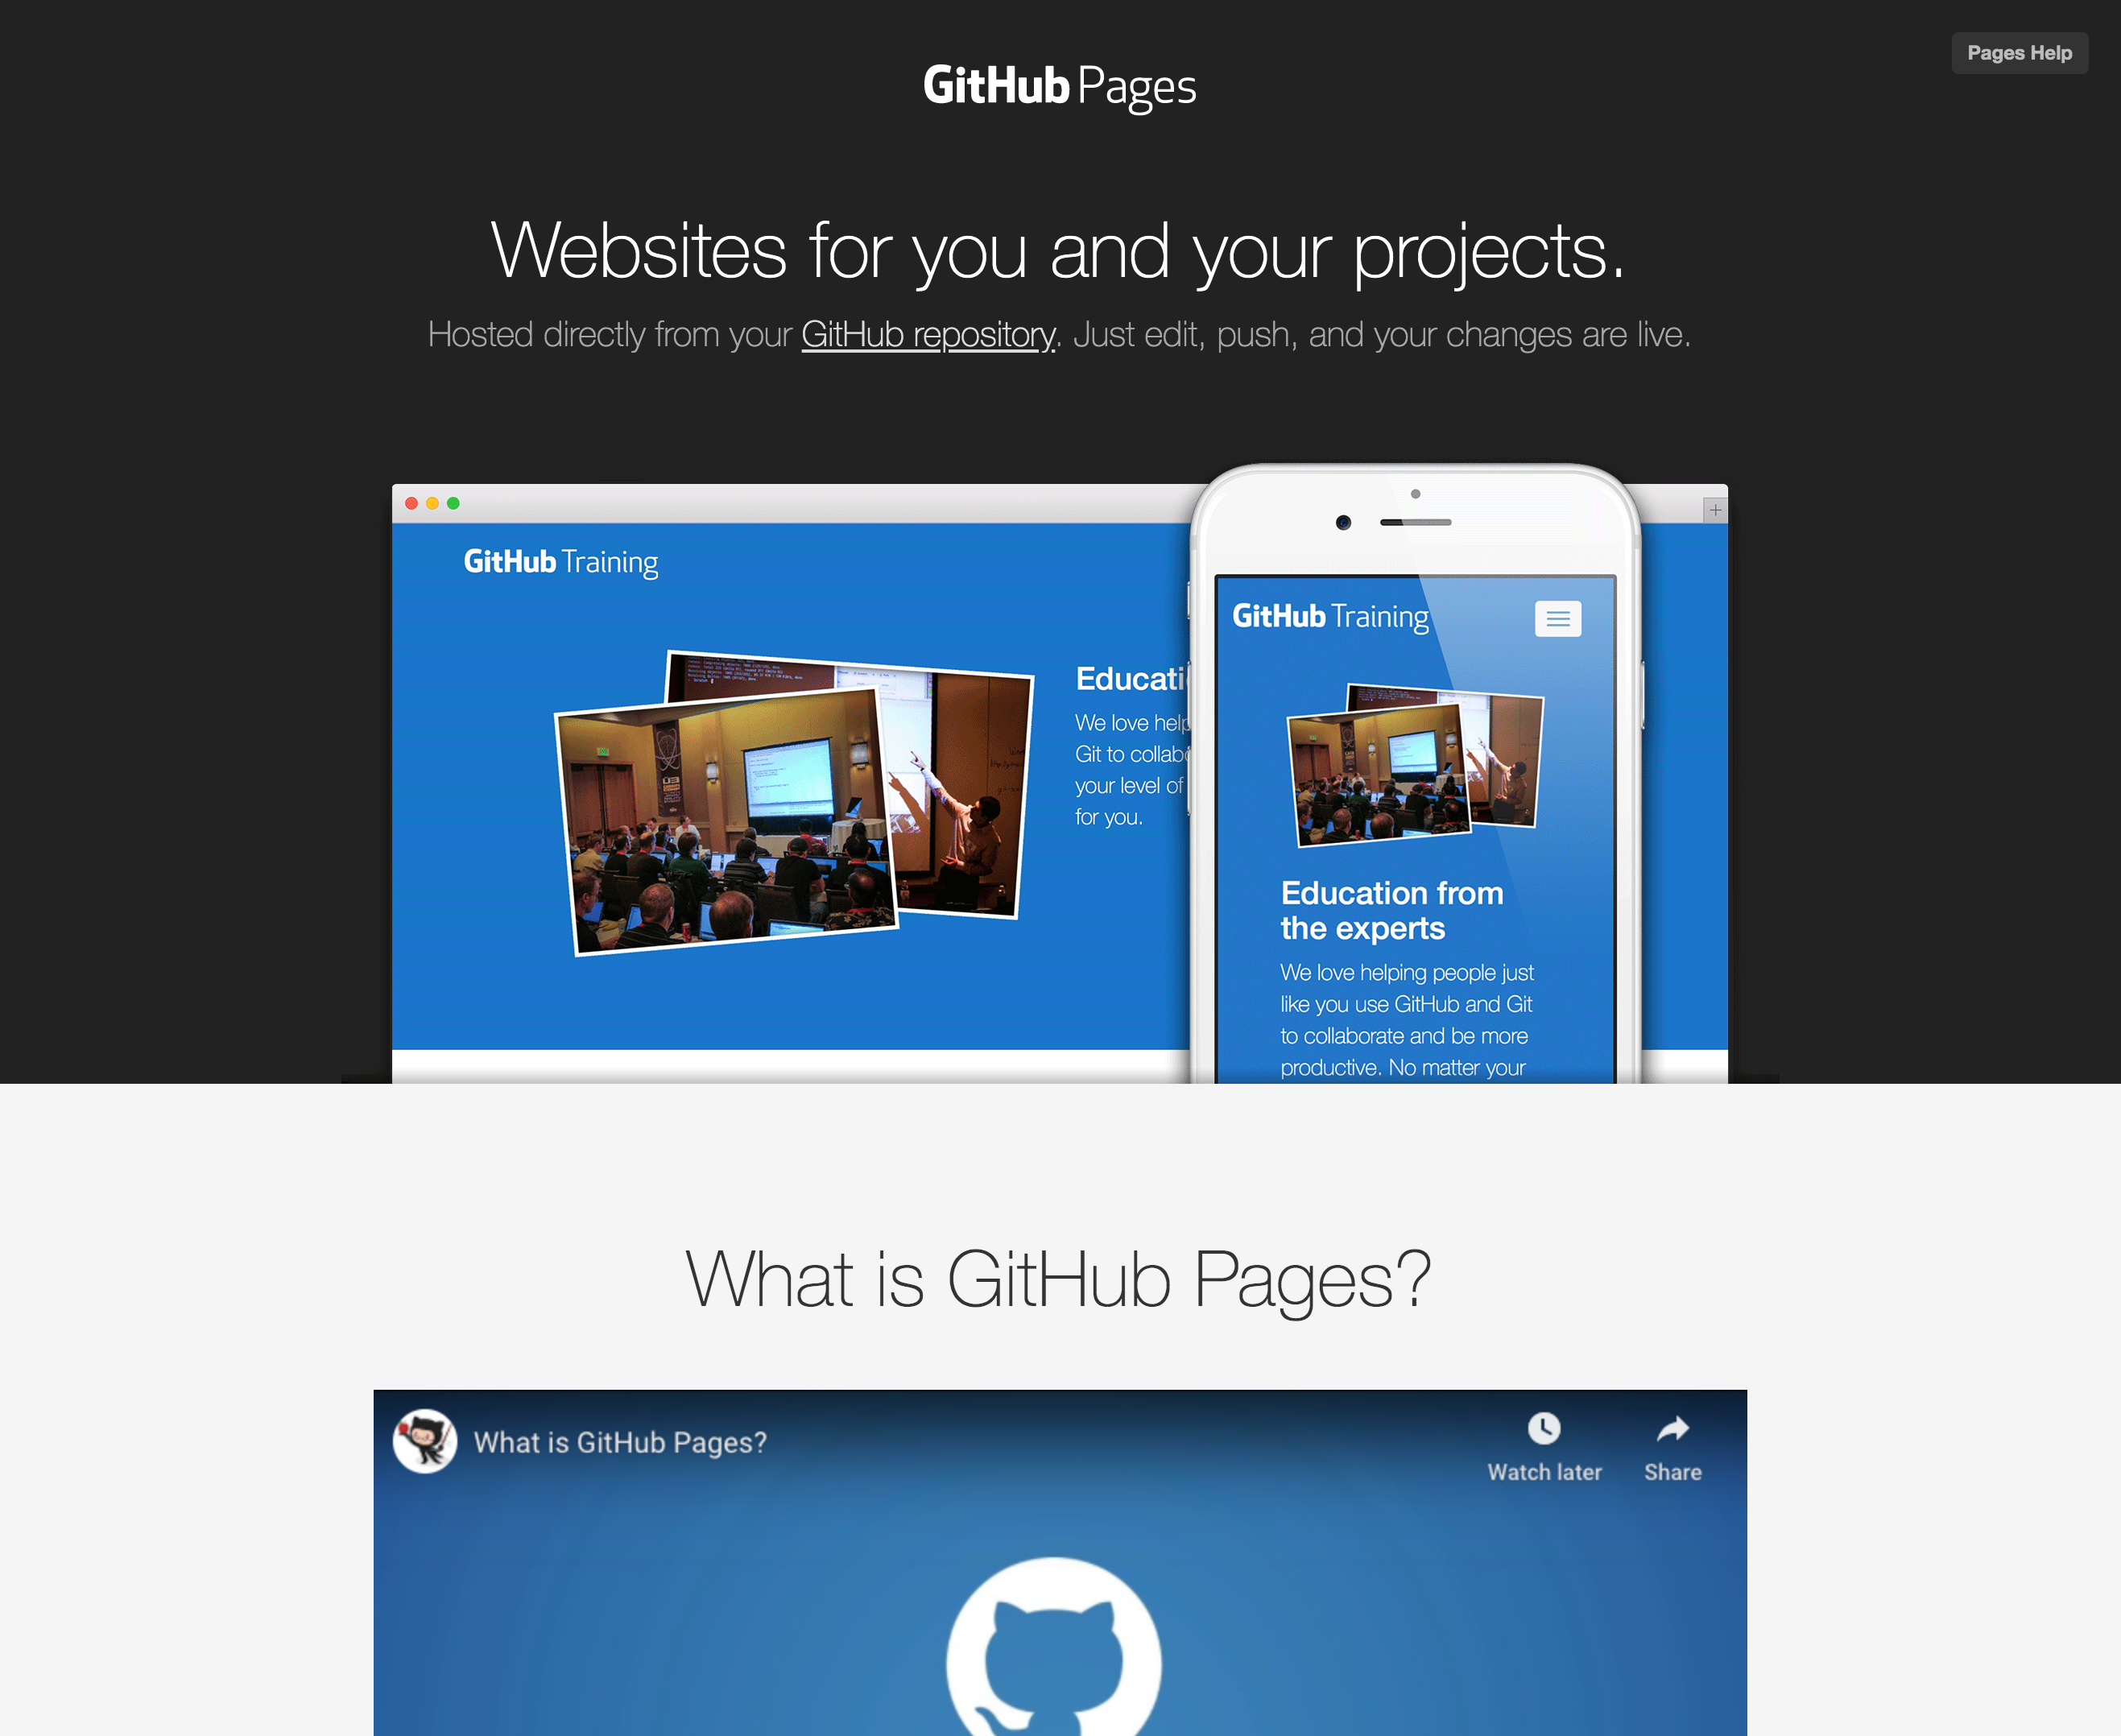 Pages Help
GitHub Pages
Websites for you and your projects.
Hosted directly from your GitHub repository. Just edit, push, and your changes are live.
GitHub Training
Educati
We love help
Git to collab
your level of
for you.
GitHub Training
Education from
the experts
We love helping people just
like you use GitHub and Git
to collaborate and be more
productive. No matter your
What is GitHub Pages?
What is GitHub Pages?
Watch later
Share